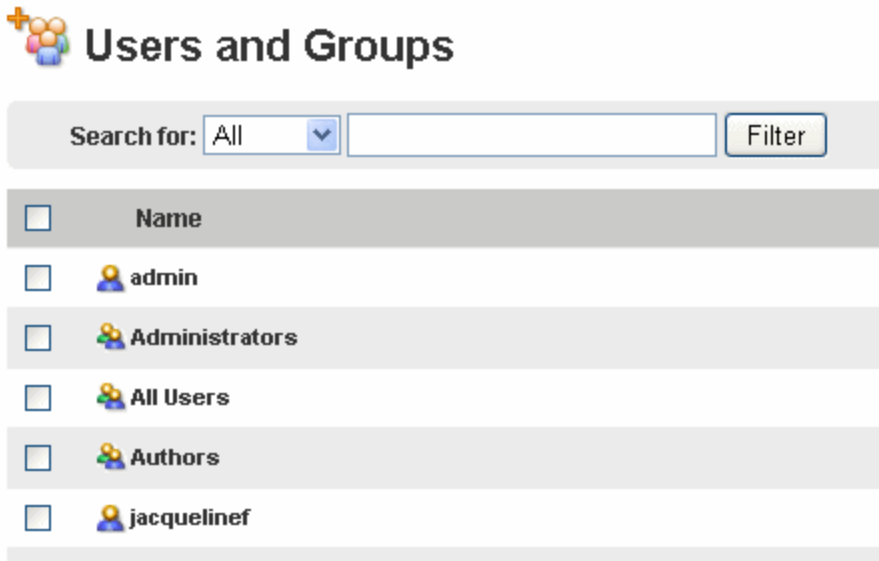 Users and Groups
Search for: All Filter
Name
admin
Administrators
All Users
Authors
jacquelinef